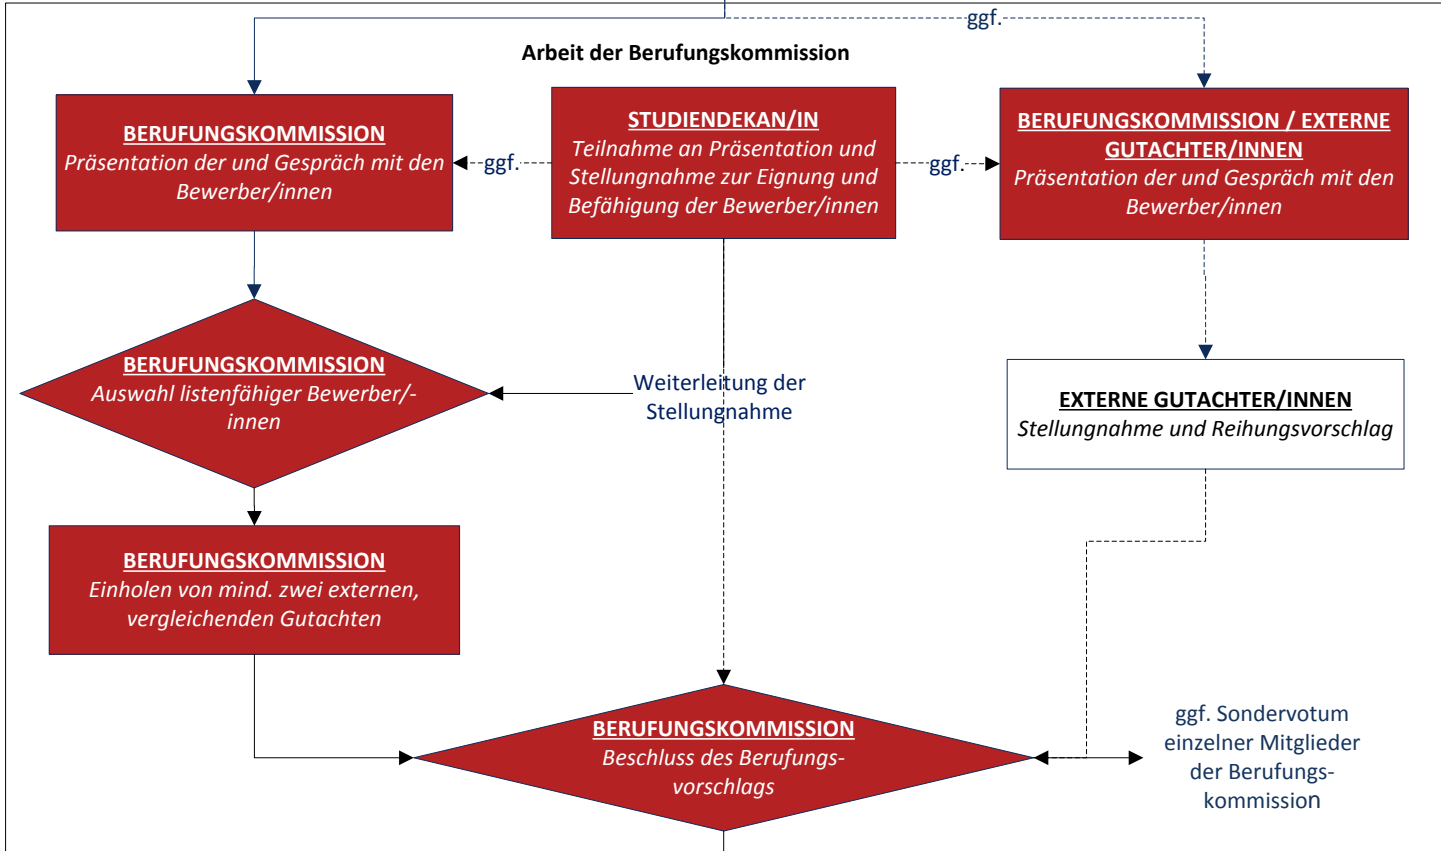 ggf.
Arbeit der Berufungskommission
BERUFUNGSKOMMISSION
Präsentation der und Gespräch mit den
Bewerber/innen
ggf.
STUDIENDEKAN/IN
Teilnahme an Präsentation und
Stellungnahme zur Eignung und
Befähigung der Bewerber/innen
ggf.
BERUFUNGSKOMMISSION / EXTERNE
GUTACHTER/INNEN
Präsentation der und Gespräch mit den
Bewerber/innen
BERUFUNGSKOMMISSION
Auswahl listenfähiger Bewerber/-
innen
Weiterleitung der
Stellungnahme
EXTERNE GUTACHTER/INNEN
Stellungnahme und Reihungsvorschlag
BERUFUNGSKOMMISSION
Einholen von mind. zwei externen,
vergleichenden Gutachten
BERUFUNGSKOMMISSION
Beschluss des Berufungs-
vorschlags
ggf. Sondervotum
einzelner Mitglieder
der Berufungs-
kommission